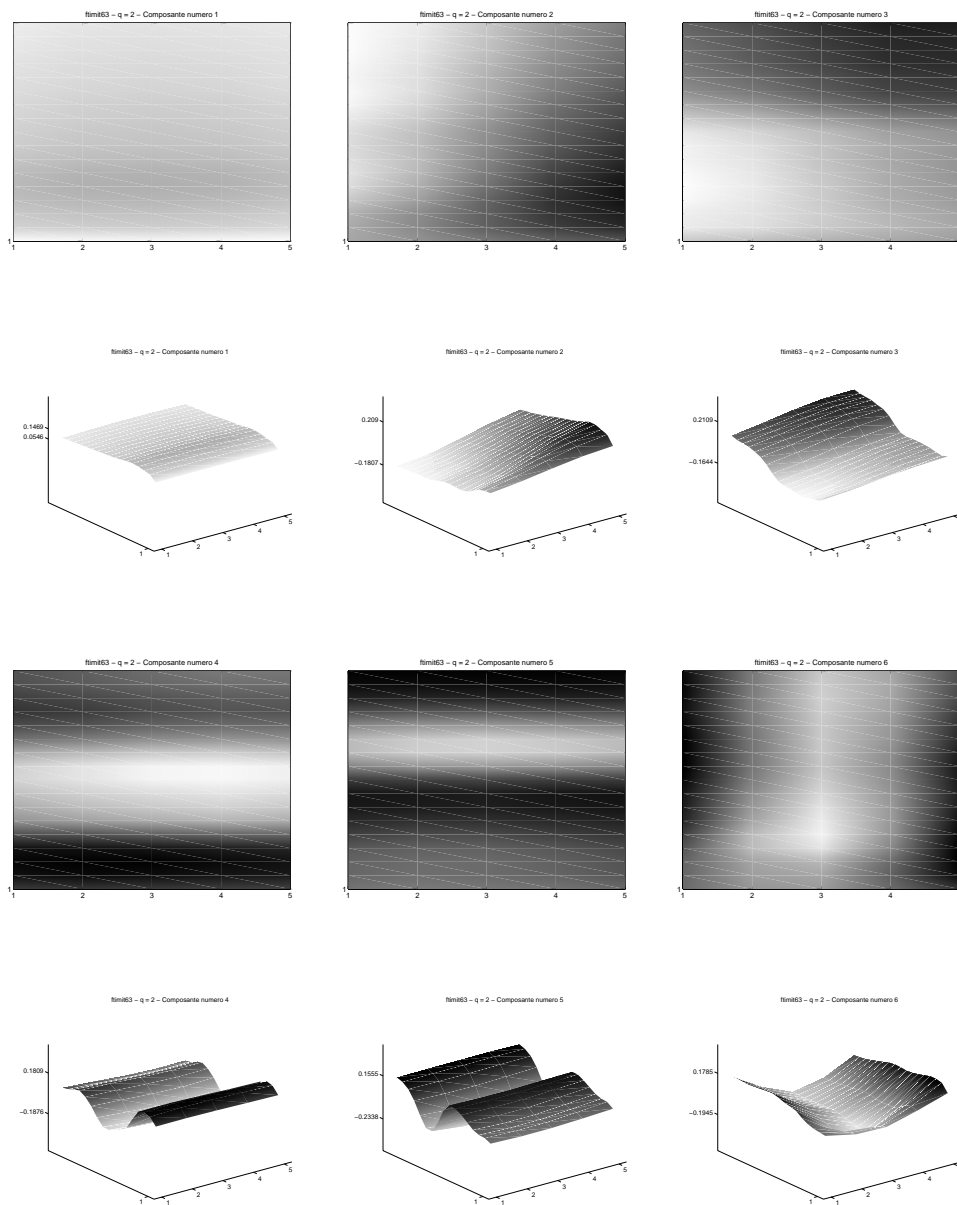 ftimit63 − q = 2 − Composante numero 1
1
1 2 3 4 5
ftimit63 − q = 2 − Composante numero 2
1
1 2 3 4 5
ftimit63 − q = 2 − Composante numero 3
1
1 2 3 4
ftimit63 − q = 2 − Composante numero 1
0.1469
0.0546
1 1 2 3 4 5
ftimit63 − q = 2 − Composante numero 2
0.209
−0.1807
1 1 2 3 4 5
ftimit63 − q = 2 − Composante numero 3
0.2109
−0.1644
1 1 2 3 4
ftimit63 − q = 2 − Composante numero 4
1
1 2 3 4 5
ftimit63 − q = 2 − Composante numero 5
1
1 2 3 4 5
ftimit63 − q = 2 − Composante numero 6
1
1 2 3 4
ftimit63 − q = 2 − Composante numero 4
0.1809
−0.1876
1 1 2 3 4 5
ftimit63 − q = 2 − Composante numero 5
0.1555
−0.2338
1 1 2 3 4 5
ftimit63 − q = 2 − Composante numero 6
0.1785
−0.1945
1 1 2 3 4